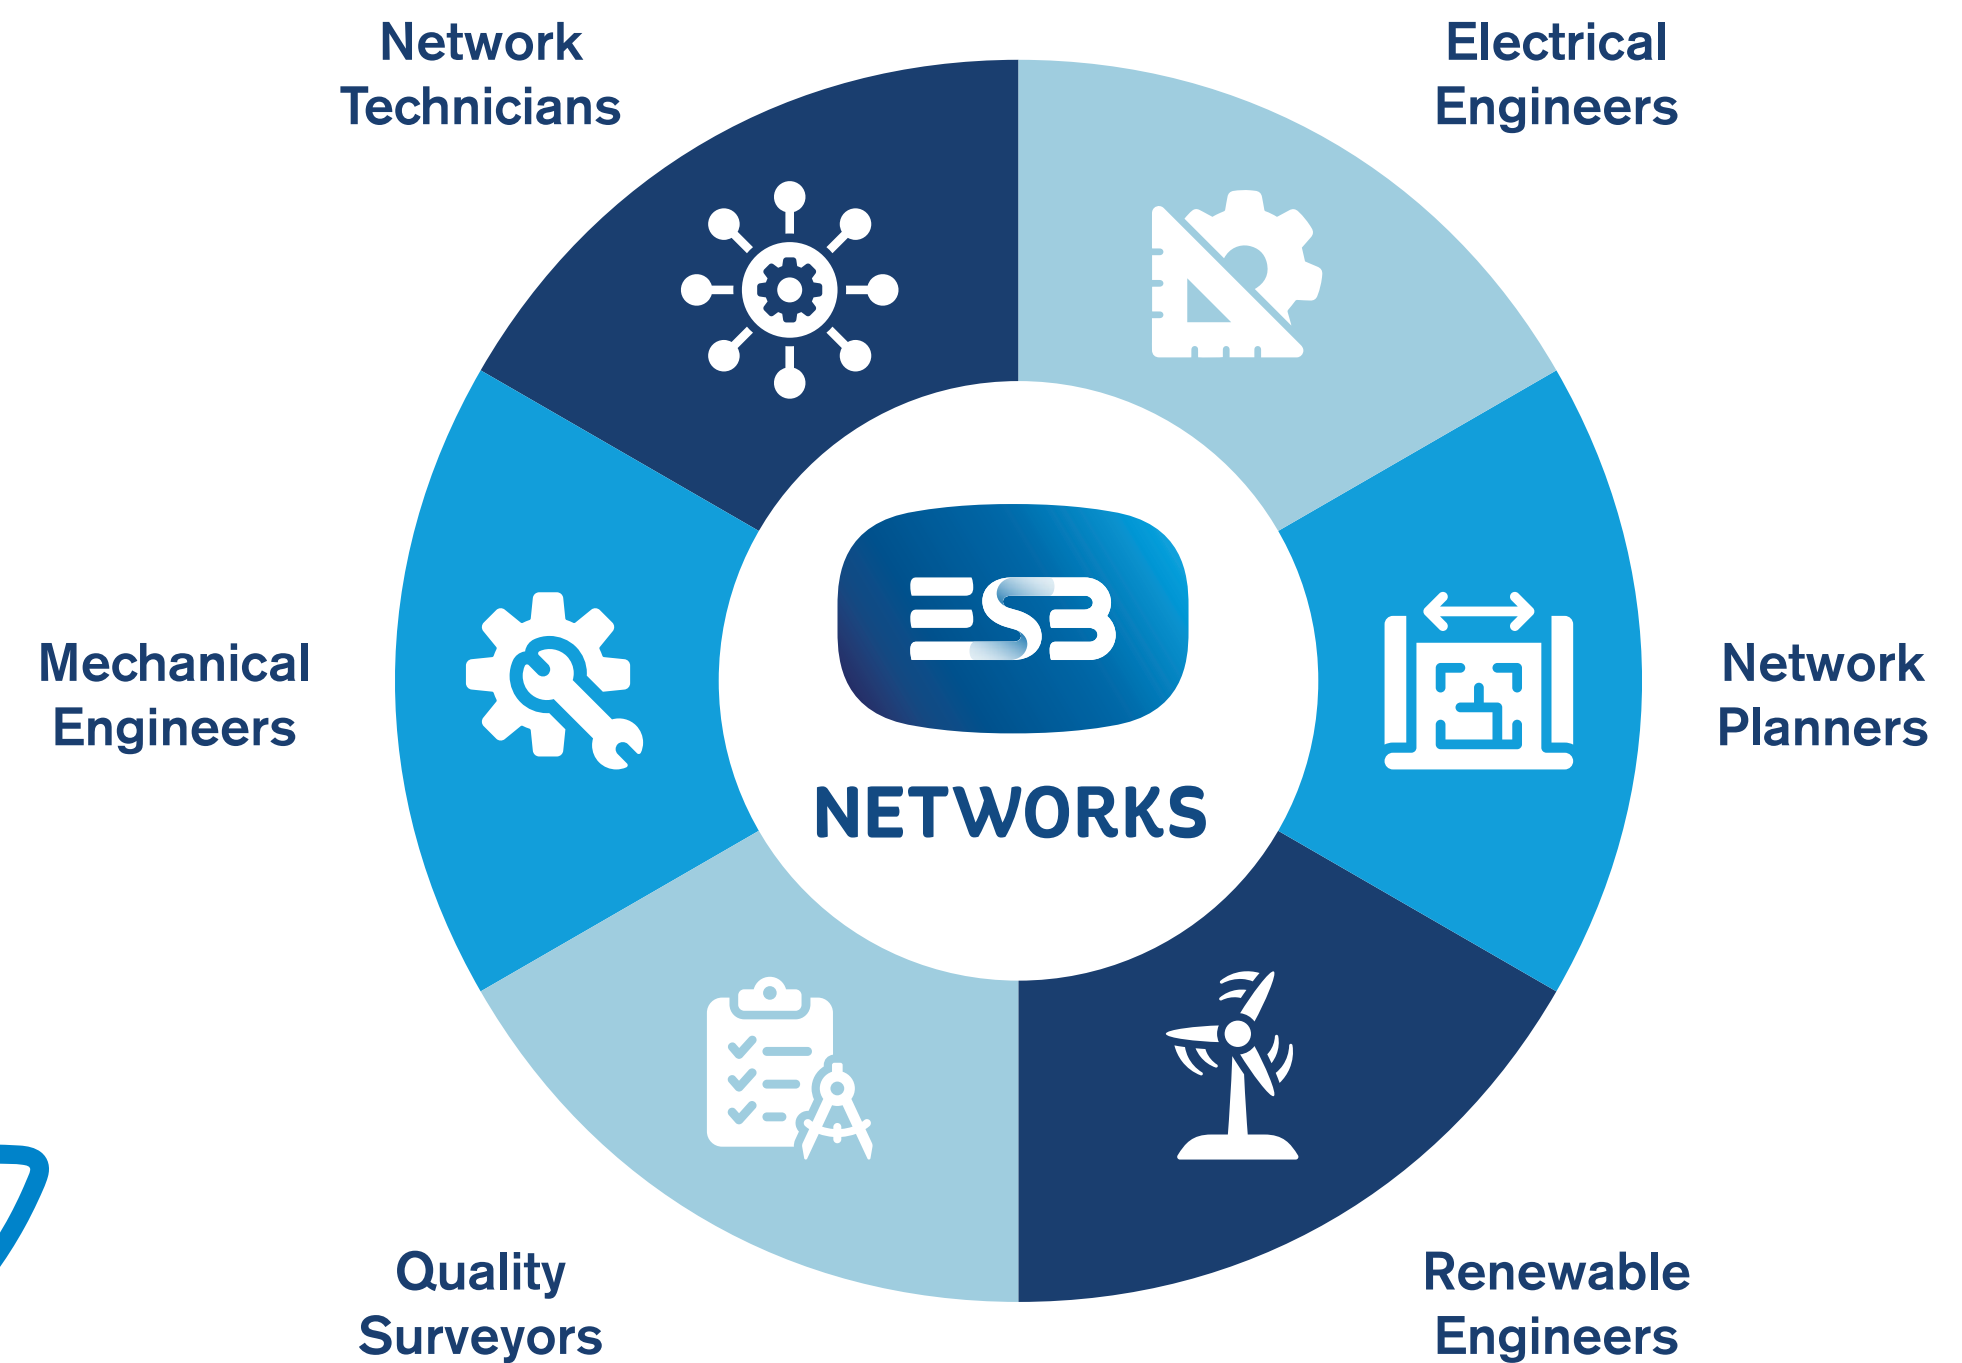 Network
Technicians
Electrical
Engineers
Mechanical
Engineers
ESB
NETWORKS
Network
Planners
Quality
Surveyors
Renewable
Engineers